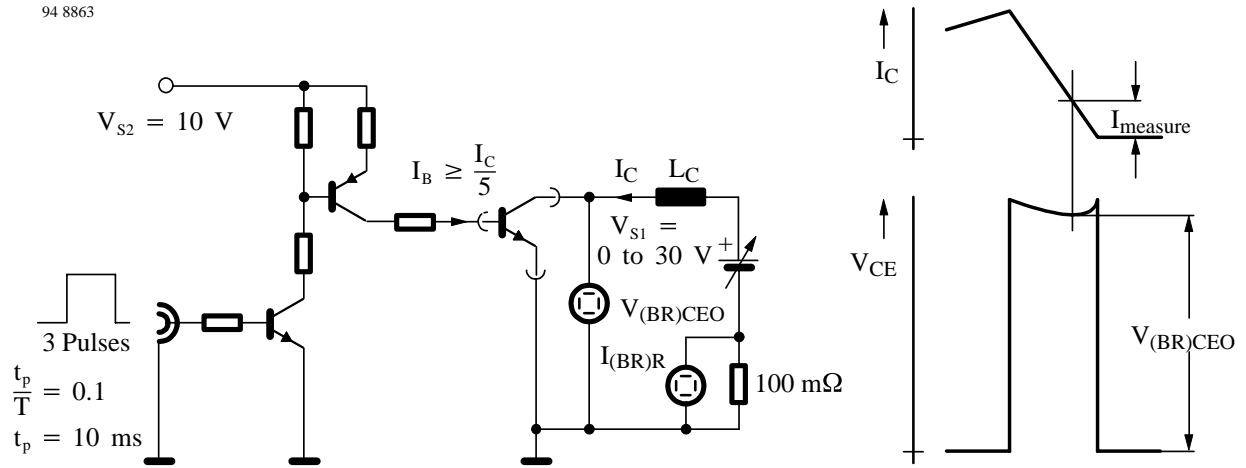 94 8863
V_S2 = 10 V
I_B ≥ I_C/5
I_C
L_C
V_S1 =
0 to 30 V
+
V_(BR)CEO
I_(BR)R
100 mΩ
3 Pulses
t_p/T = 0.1
t_p = 10 ms
I_C
I_measure
V_CE
V_(BR)CEO